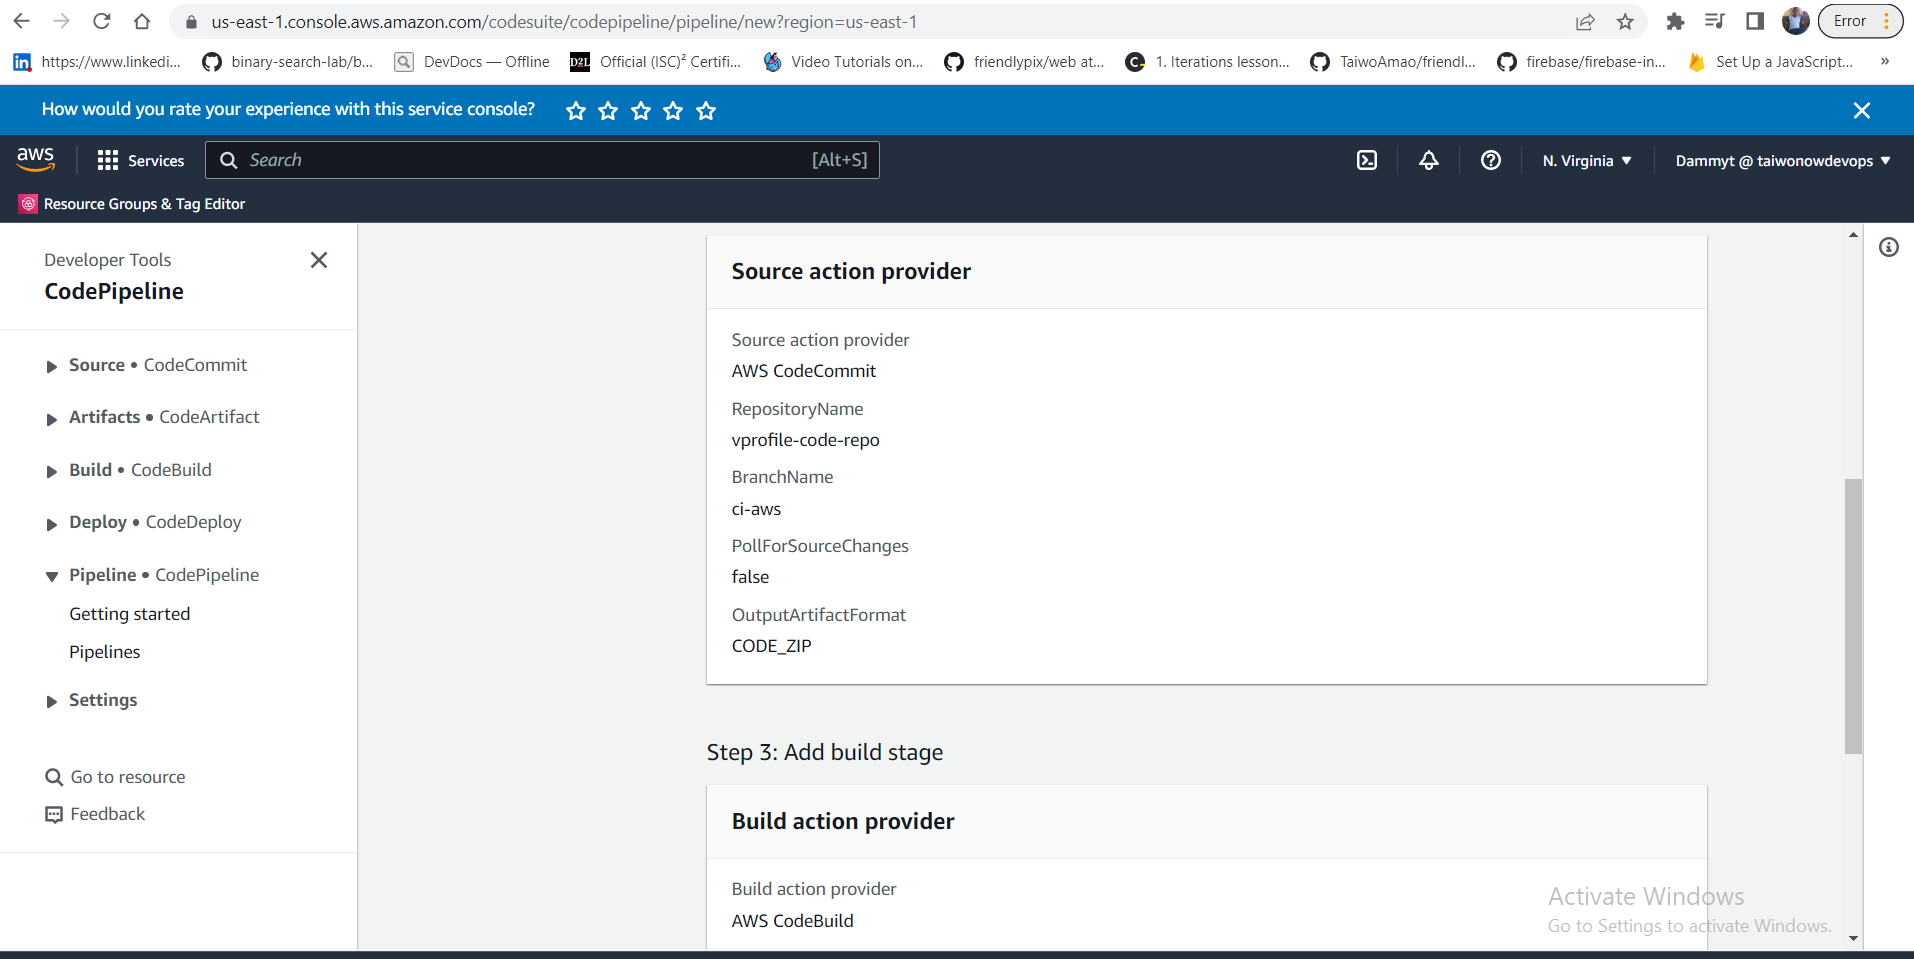 us-east-1.console.aws.amazon.com/codesuite/codepipeline/pipeline/new?region=us-east-1
Error
in https://www.linkedi...
binary-search-lab/b...
DevDocs — Offline
D2L Official (ISC)² Certifi...
Video Tutorials on...
friendlypix/web at...
1. Iterations lesson...
TaiwoAmao/friendl...
firebase/firebase-in...
Set Up a JavaScript...
»
How would you rate your experience with this service console?
aws
Services
Search
[Alt+S]
N. Virginia
Dammyt @ taiwonowdevops
Resource Groups & Tag Editor
Developer Tools
CodePipeline
Source • CodeCommit
Artifacts • CodeArtifact
Build • CodeBuild
Deploy • CodeDeploy
Pipeline • CodePipeline
Getting started
Pipelines
Settings
Go to resource
Feedback
Source action provider
Source action provider
AWS CodeCommit
RepositoryName
vprofile-code-repo
BranchName
ci-aws
PollForSourceChanges
false
OutputArtifactFormat
CODE_ZIP
Step 3: Add build stage
Build action provider
Build action provider
AWS CodeBuild
Activate Windows
Go to Settings to activate Windows.